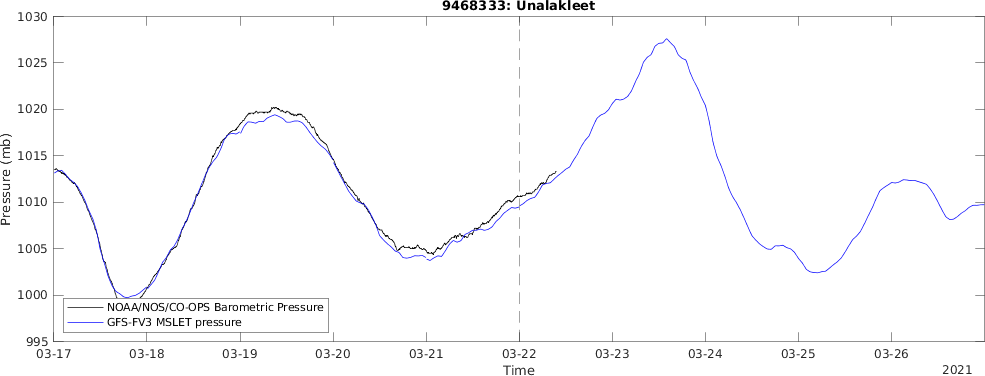 9468333: Unalakleet
1030
1025
1020
1015
1010
1005
1000
995
Pressure (mb)
NOAA/NOS/CO-OPS Barometric Pressure
GFS-FV3 MSLET pressure
03-17 03-18 03-19 03-20 03-21 03-22 03-23 03-24 03-25 03-26
Time
2021